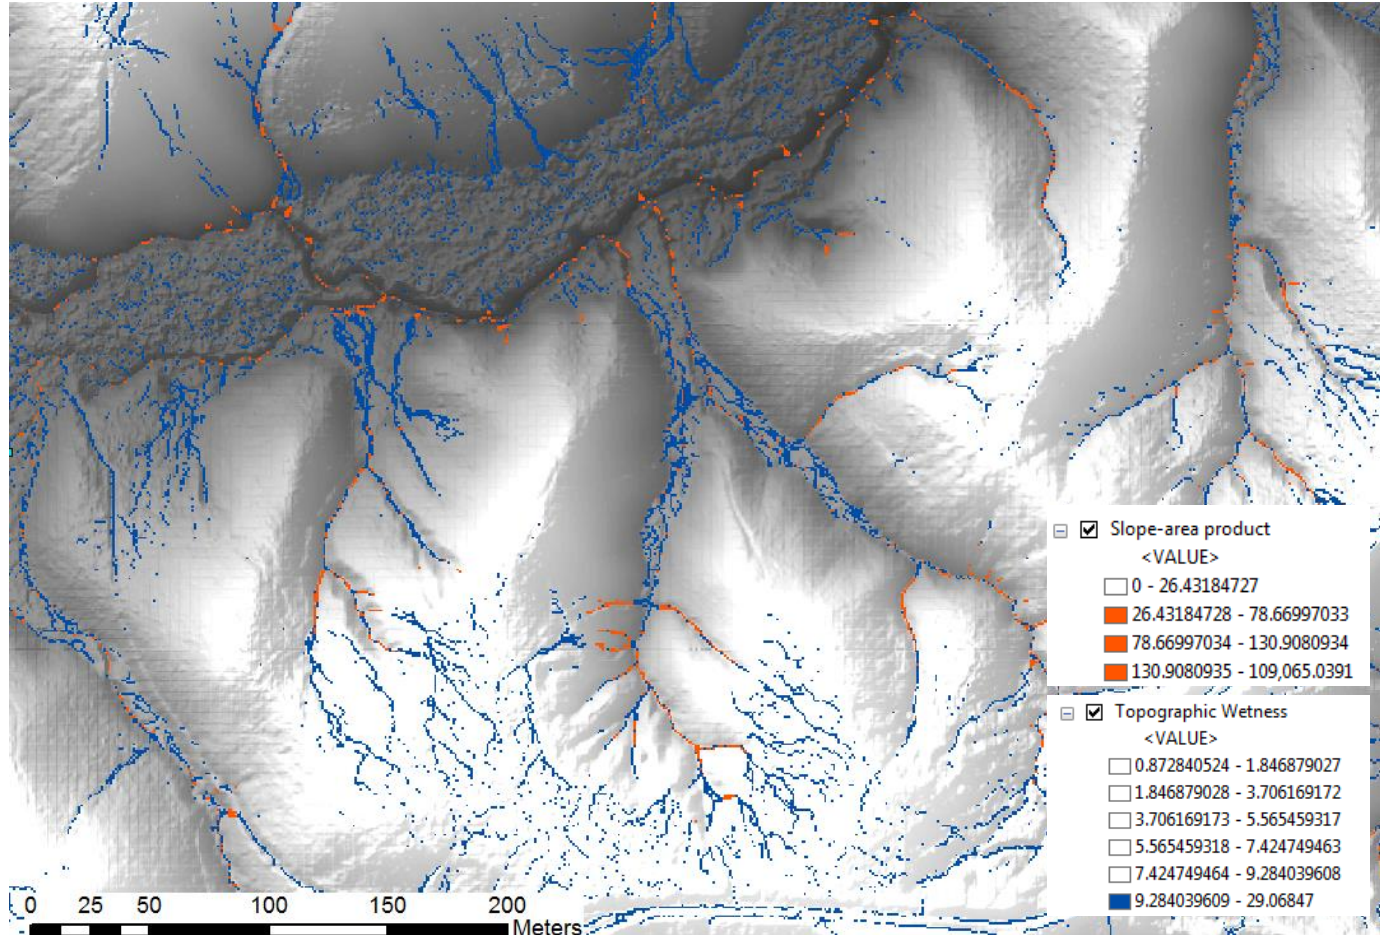 Slope-area product
<VALUE>
0 - 26.43184727
26.43184728 - 78.66997033
78.66997034 - 130.9080934
130.9080935 - 109,065.0391
Topographic Wetness
<VALUE>
0.872840524 - 1.846879027
1.846879028 - 3.706169172
3.706169173 - 5.565459317
5.565459318 - 7.424749463
7.424749464 - 9.284039608
9.284039609 - 29.06847
0 25 50 100 150 200
Meters